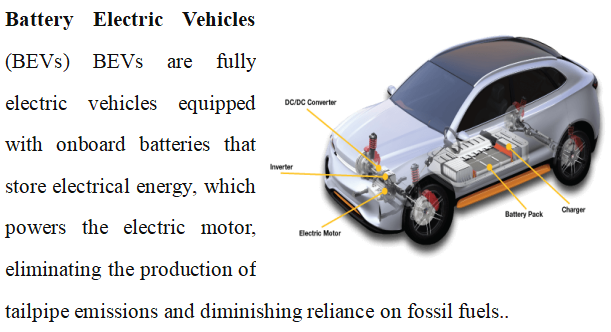 Battery Electric Vehicles
(BEVs) BEVs are fully
electric vehicles equipped
with onboard batteries that
store electrical energy, which
powers the electric motor,
eliminating the production of
tailpipe emissions and diminishing reliance on fossil fuels..
DC/DC Converter
Inverter
Electric Motor
Battery Pack
Charger